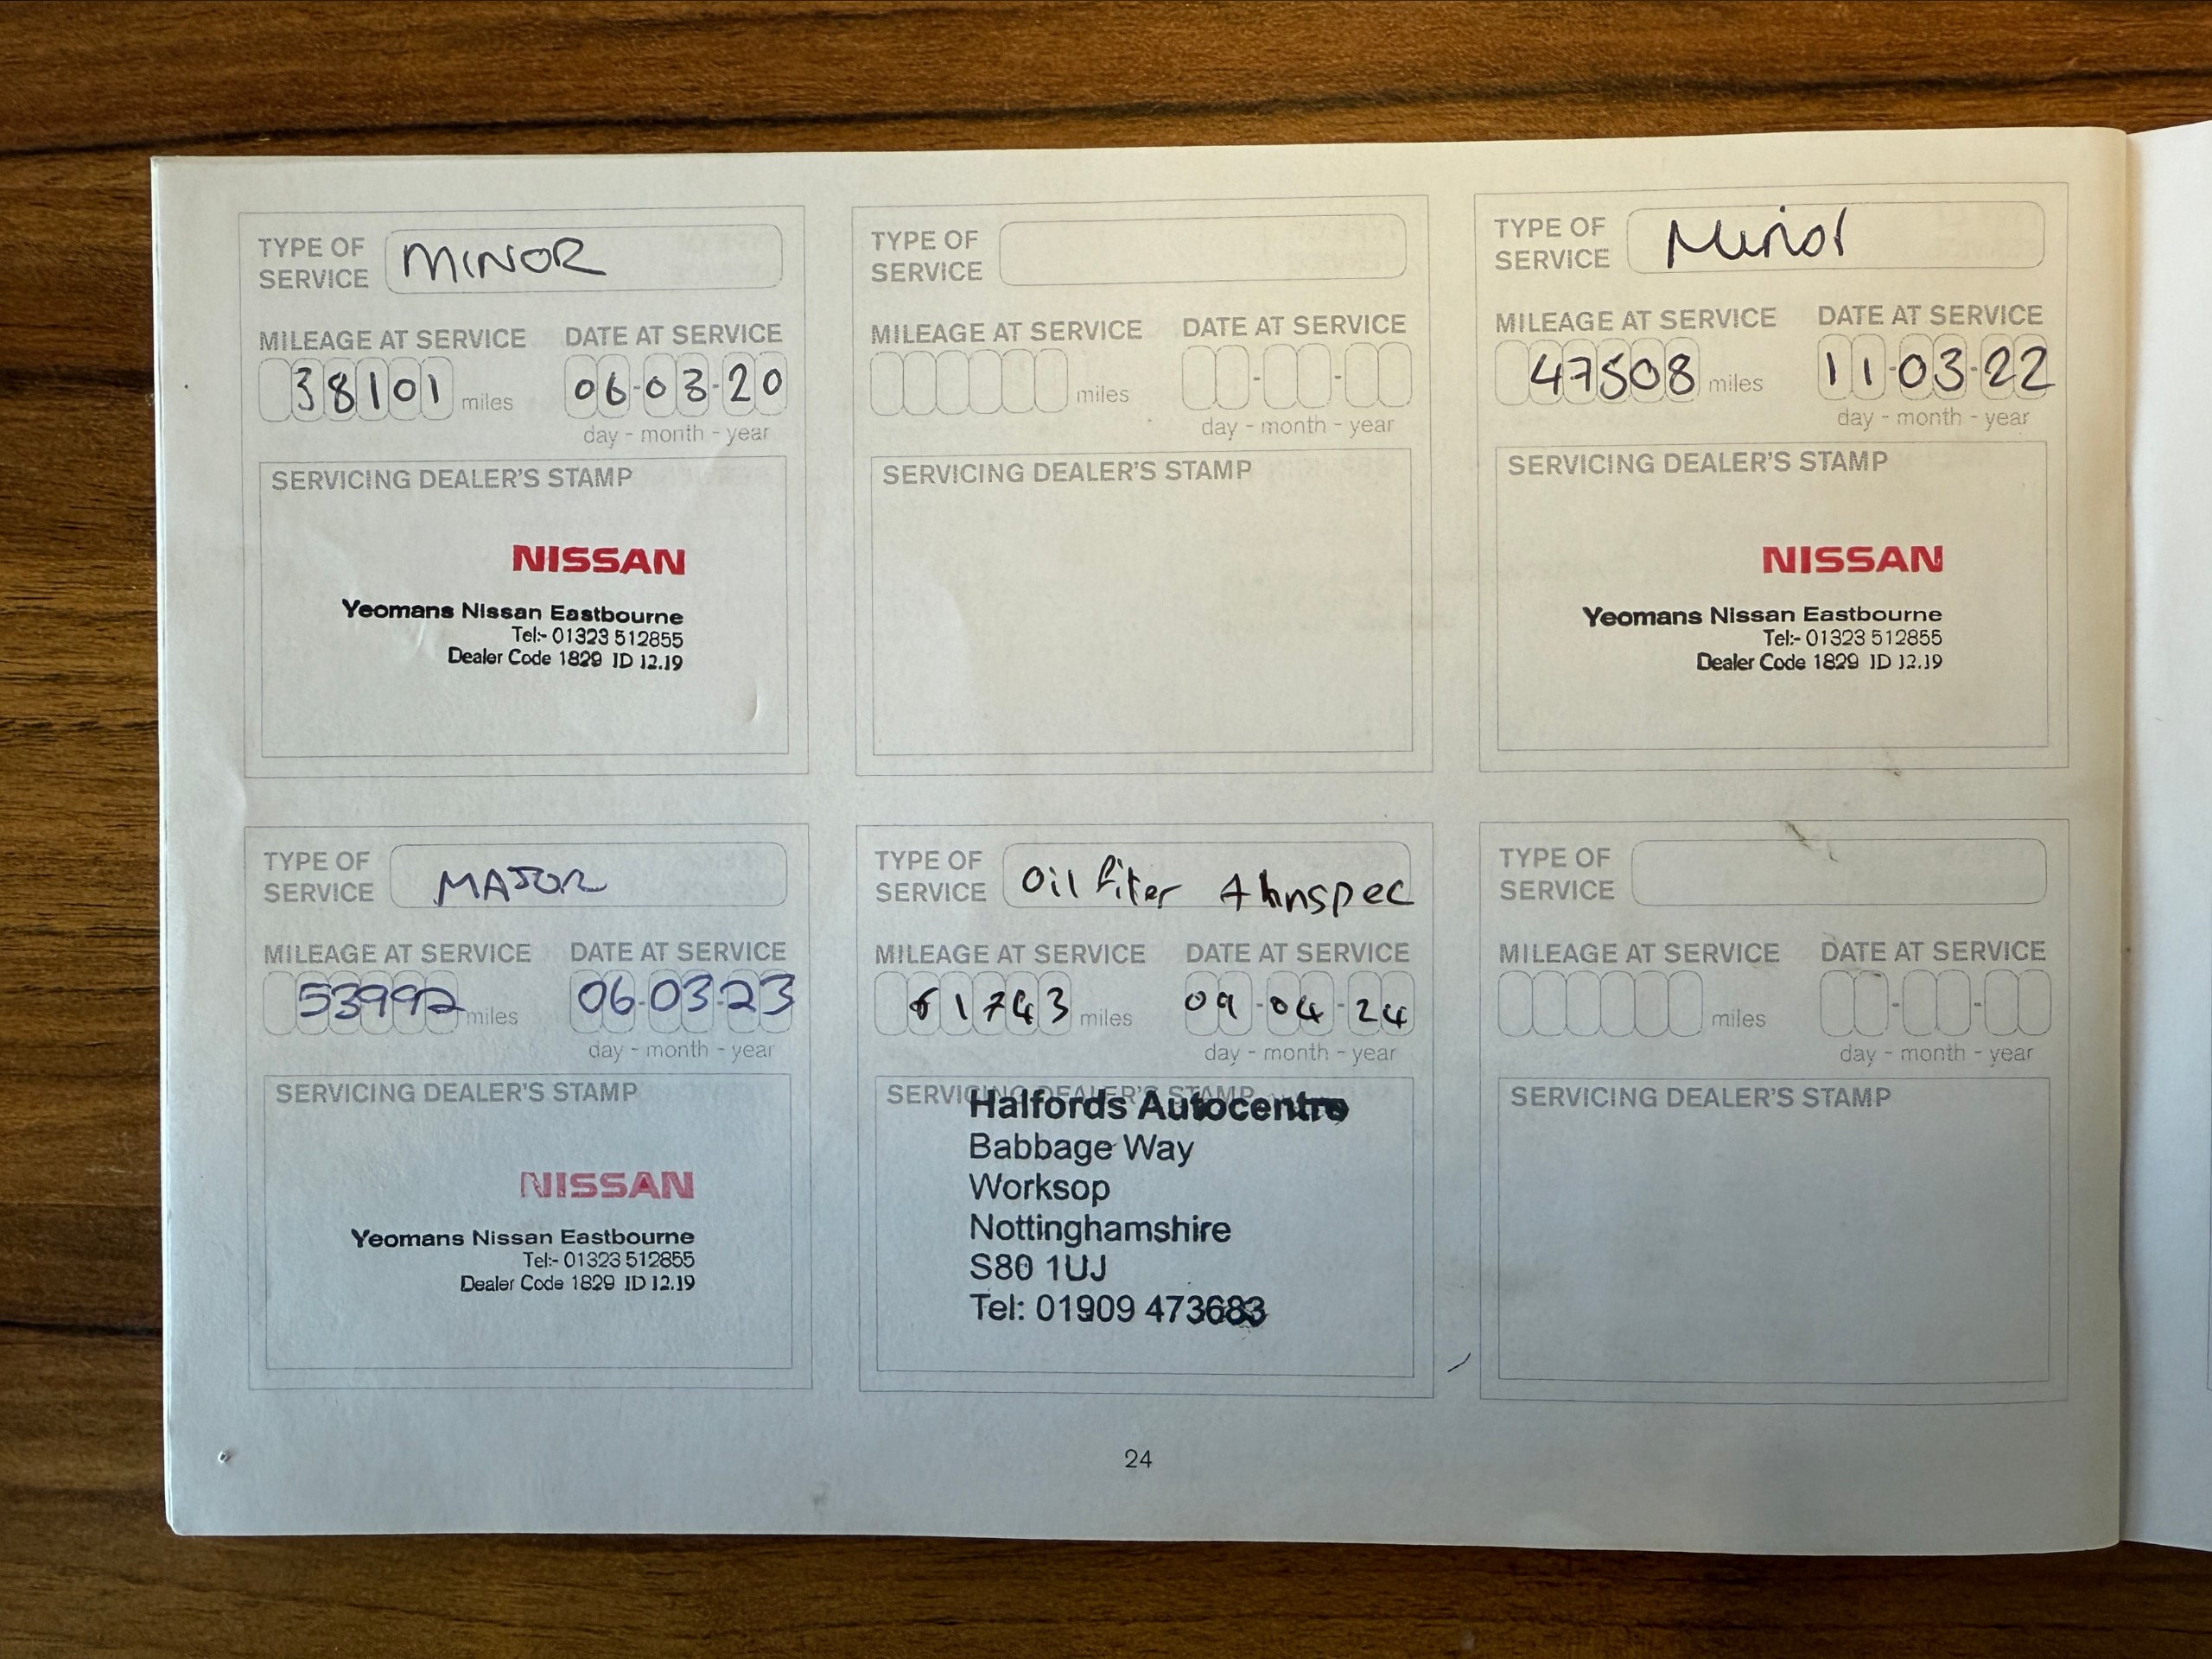 TYPE OF
SERVICE
MINOR
MILEAGE AT SERVICE
38101 miles
DATE AT SERVICE
06-03-20
day - month - year
SERVICING DEALER'S STAMP
NISSAN
Yeomans Nissan Eastbourne
Tel:- 01323 512855
Dealer Code 1829 ID 12.19
TYPE OF
SERVICE
MILEAGE AT SERVICE
miles
DATE AT SERVICE
- -
day - month - year
SERVICING DEALER'S STAMP
TYPE OF
SERVICE
Minor
MILEAGE AT SERVICE
47508 miles
DATE AT SERVICE
11-03-22
day - month - year
SERVICING DEALER'S STAMP
NISSAN
Yeomans Nissan Eastbourne
Tel:- 01323 512855
Dealer Code 1829 ID 12.19
TYPE OF
SERVICE
MAJOR
MILEAGE AT SERVICE
53992 miles
DATE AT SERVICE
06-03-23
day - month - year
SERVICING DEALER'S STAMP
NISSAN
Yeomans Nissan Eastbourne
Tel:- 01323 512855
Dealer Code 1829 ID 12.19
TYPE OF
SERVICE
Oil filter
MILEAGE AT SERVICE
61743 miles
DATE AT SERVICE
09-04-24
day - month - year
SERVICING DEALER'S STAMP
Halfords Autocentre
Babbage Way
Worksop
Nottinghamshire
S80 1UJ
Tel: 01909 473683
TYPE OF
SERVICE
MILEAGE AT SERVICE
miles
DATE AT SERVICE
- -
day - month - year
SERVICING DEALER'S STAMP
24